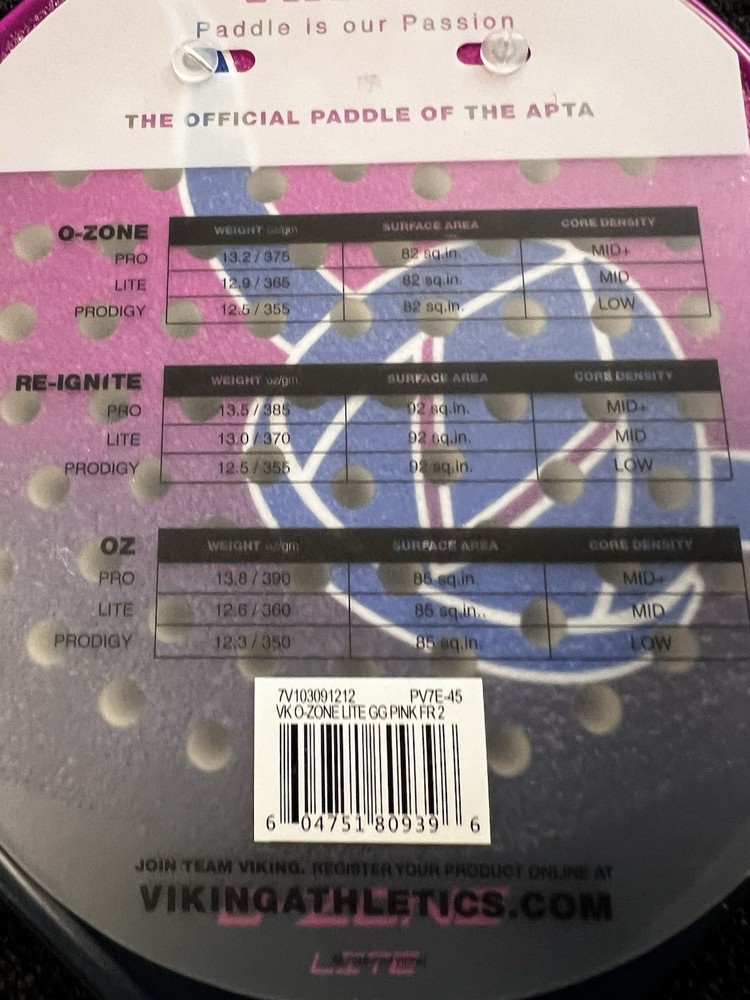 Paddle is our Passion
THE OFFICIAL PADDLE OF THE APTA
O-ZONE WEIGHT oz/gm SURFACE AREA CORE DENSITY
PRO 13.2 / 375 82 sq.in. MID+
LITE 12.9 / 365 82 sq.in. MID
PRODIGY 12.5 / 355 82 sq.in. LOW
RE-IGNITE WEIGHT oz/gm SURFACE AREA CORE DENSITY
PRO 13.5 / 385 92 sq.in. MID+
LITE 13.0 / 370 92 sq.in. MID
PRODIGY 12.5 / 355 92 sq.in. LOW
OZ WEIGHT oz/gm SURFACE AREA CORE DENSITY
PRO 13.8 / 390 85 sq.in. MID+
LITE 12.6 / 360 85 sq.in.. MID
PRODIGY 12.3 / 350 85 sq.in. LOW
7V103091212 PV7E-45
VK O-ZONE LITE GG PINK FR 2
6 04751 80939 6
JOIN TEAM VIKING. REGISTER YOUR PRODUCT ONLINE AT
VIKINGATHLETICS.COM
O-ZONE
LITE